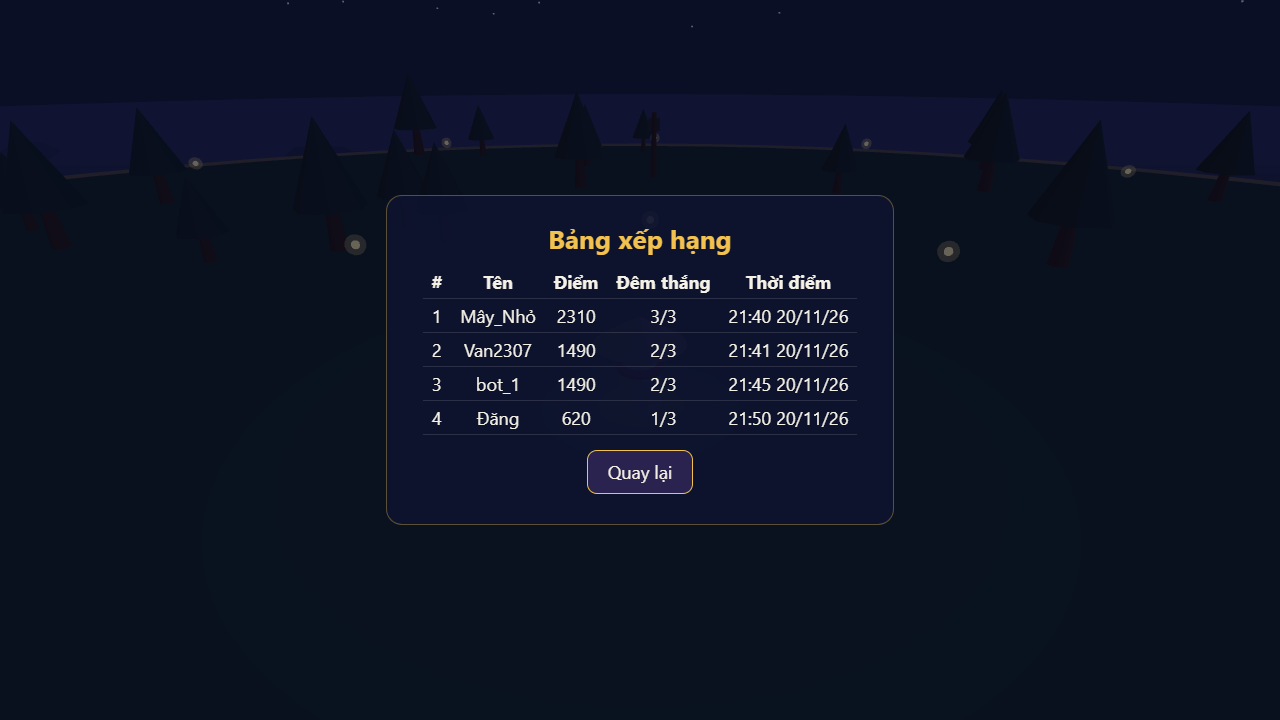 Bảng xếp hạng
# Tên Điểm Đêm thắng Thời điểm
1 Mây_Nhỏ 2310 3/3 21:40 20/11/26
2 Van2307 1490 2/3 21:41 20/11/26
3 bot_1 1490 2/3 21:45 20/11/26
4 Đăng 620 1/3 21:50 20/11/26
Quay lại